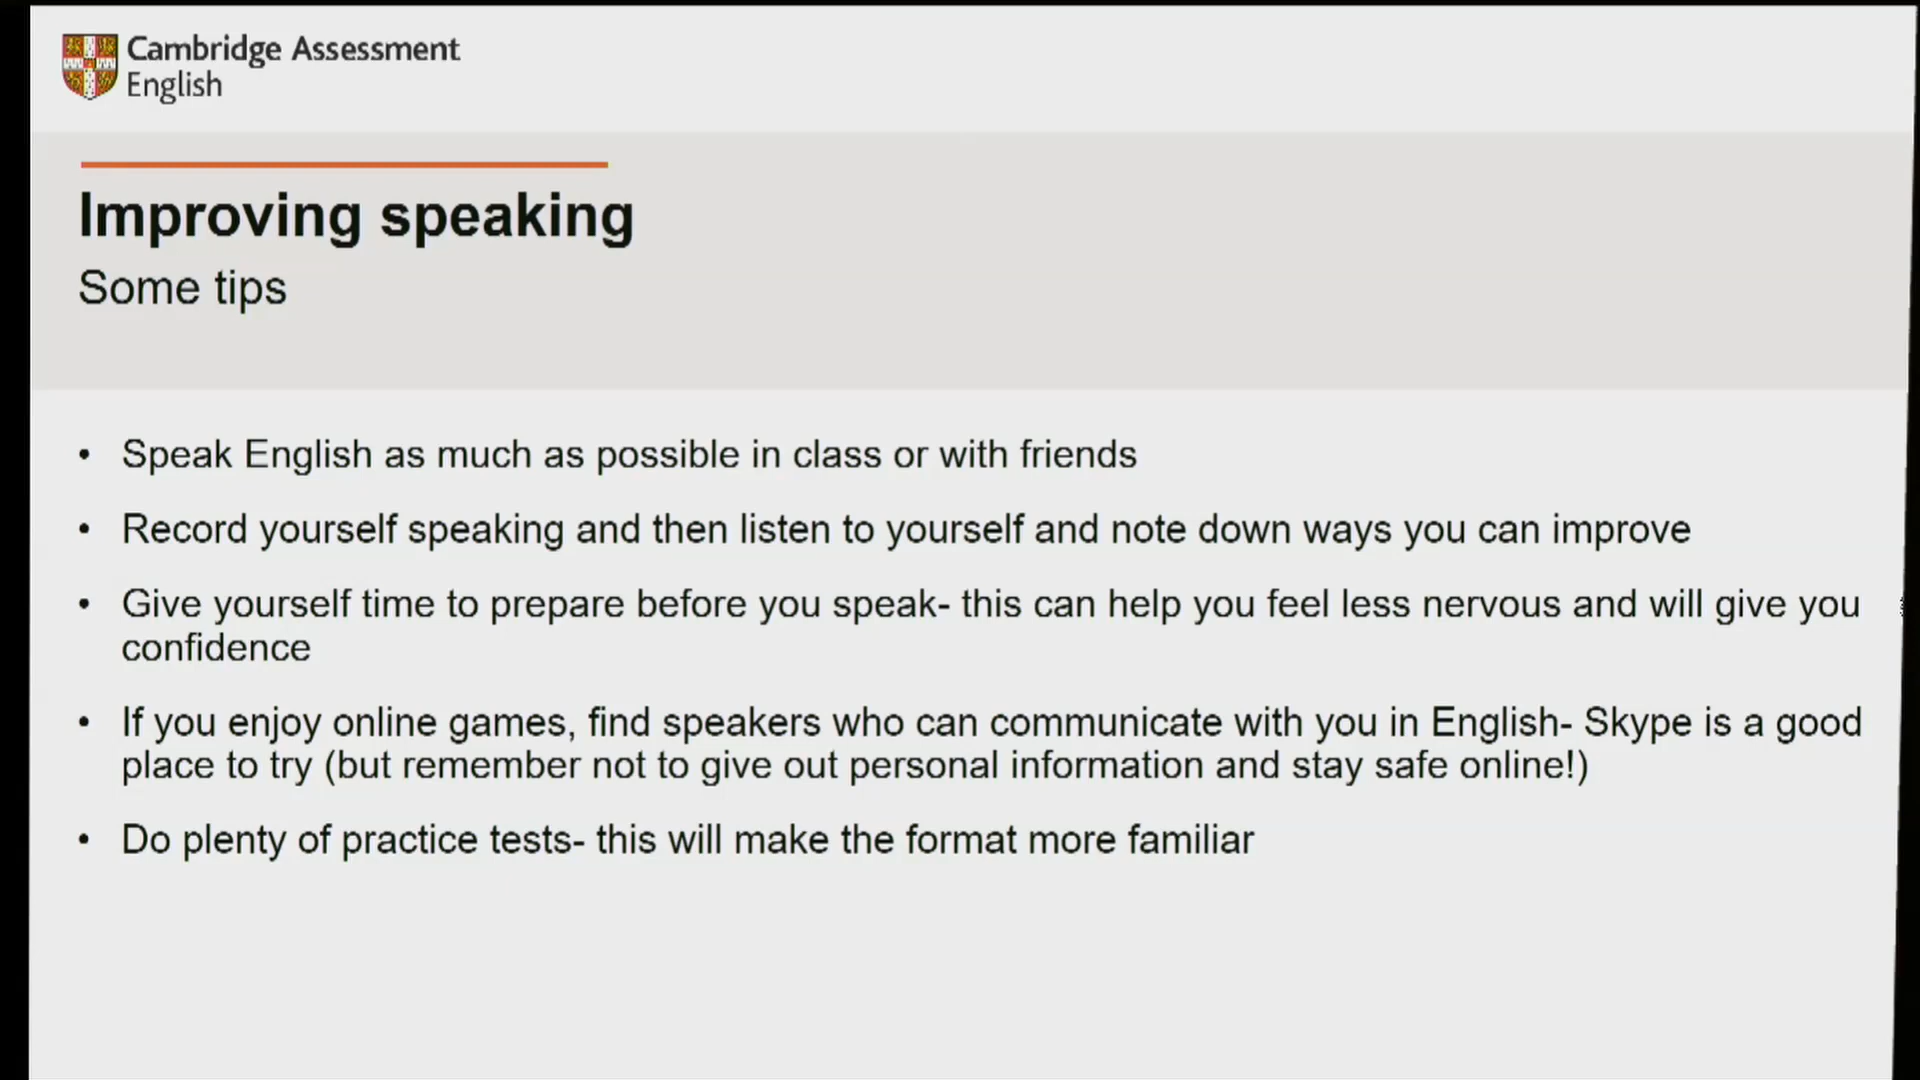 Cambridge Assessment
English
Improving speaking
Some tips
• Speak English as much as possible in class or with friends
• Record yourself speaking and then listen to yourself and note down ways you can improve
• Give yourself time to prepare before you speak- this can help you feel less nervous and will give you
confidence
• If you enjoy online games, find speakers who can communicate with you in English- Skype is a good
place to try (but remember not to give out personal information and stay safe online!)
• Do plenty of practice tests- this will make the format more familiar